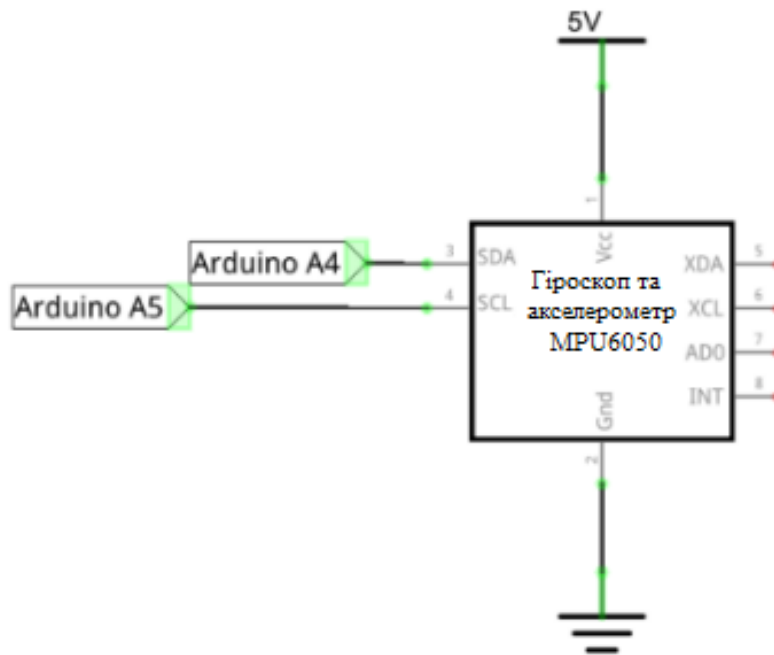 5V
1
Vcc
Arduino A4
3
SDA
Arduino A5
4
SCL
Гіроскоп та
акселерометр
MPU6050
XDA
5
XCL
6
AD0
7
INT
8
Gnd
2